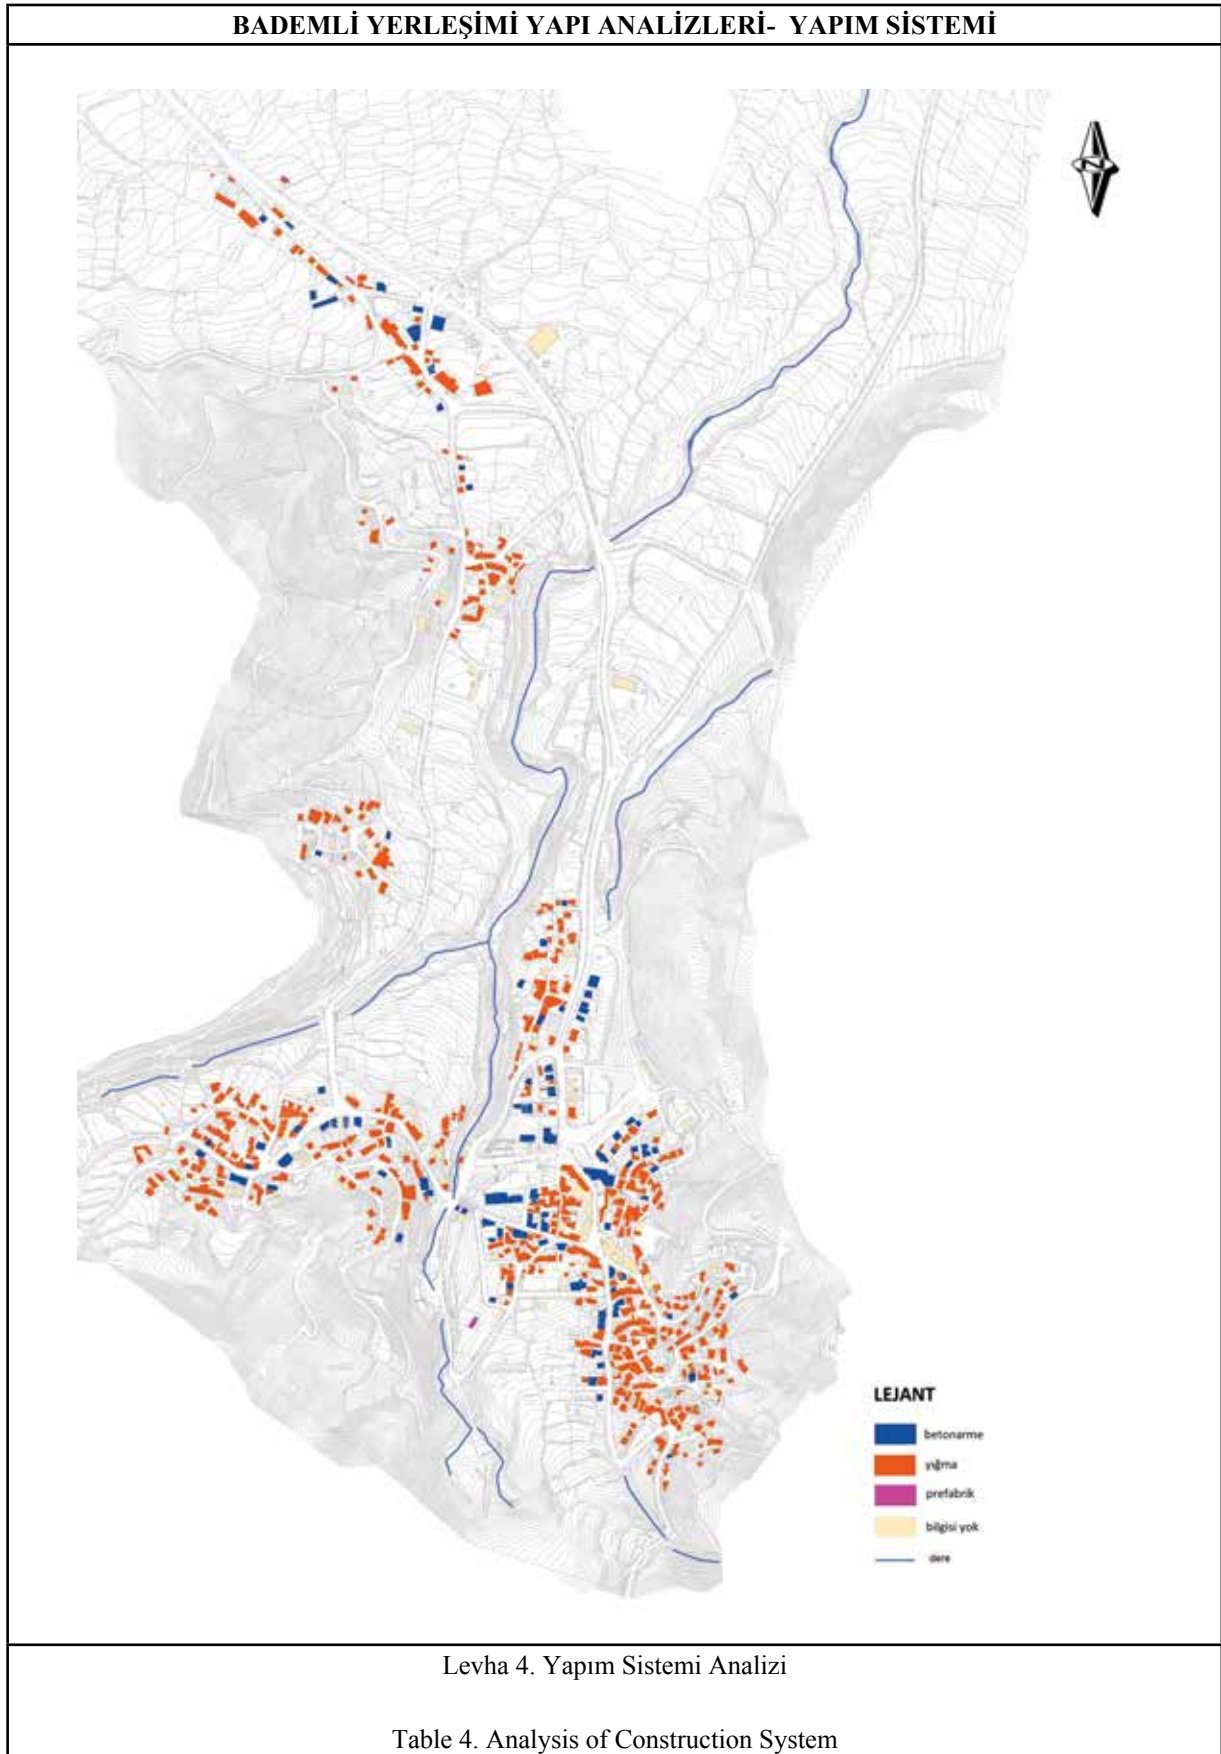 BADEMLİ YERLEŞİMİ YAPI ANALİZLERİ- YAPIM SİSTEMİ
N
LEJANT
betonarme
yığma
prefabrik
bilgisi yok
dere
Levha 4. Yapım Sistemi Analizi
Table 4. Analysis of Construction System